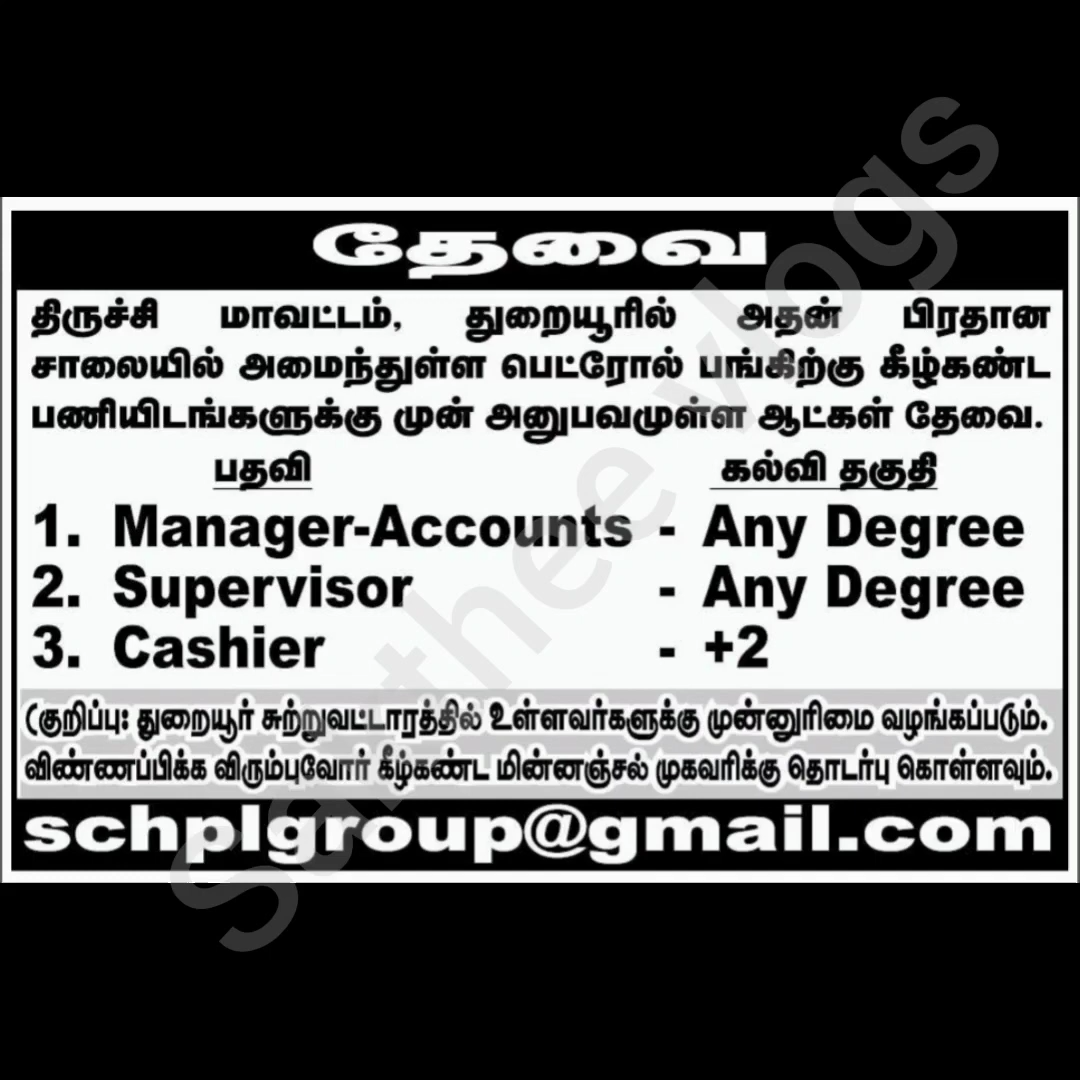 தேவை
திருச்சி மாவட்டம், துறையூரில் அதன் பிரதான
சாலையில் அமைந்துள்ள பெட்ரோல் பங்கிற்கு கீழ்கண்ட
பணியிடங்களுக்கு முன் அனுபவமுள்ள ஆட்கள் தேவை.
பதவி கல்வி தகுதி
1. Manager-Accounts - Any Degree
2. Supervisor - Any Degree
3. Cashier - +2
(குறிப்பு: துறையூர் சுற்றுவட்டாரத்தில் உள்ளவர்களுக்கு முன்னுரிமை வழங்கப்படும்.
விண்ணப்பிக்க விரும்புவோர் கீழ்கண்ட மின்னஞ்சல் முகவரிக்கு தொடர்பு கொள்ளவும்.
schplgroup@gmail.com